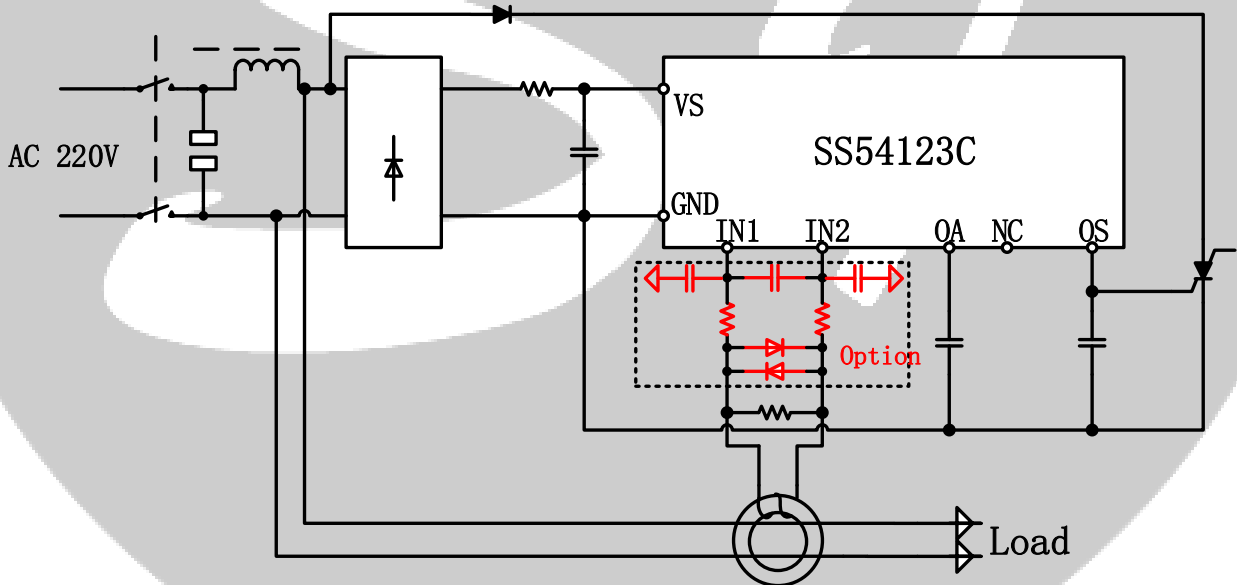 AC 220V
VS
SS54123C
GND
IN1
IN2
OA
NC
OS
Option
Load